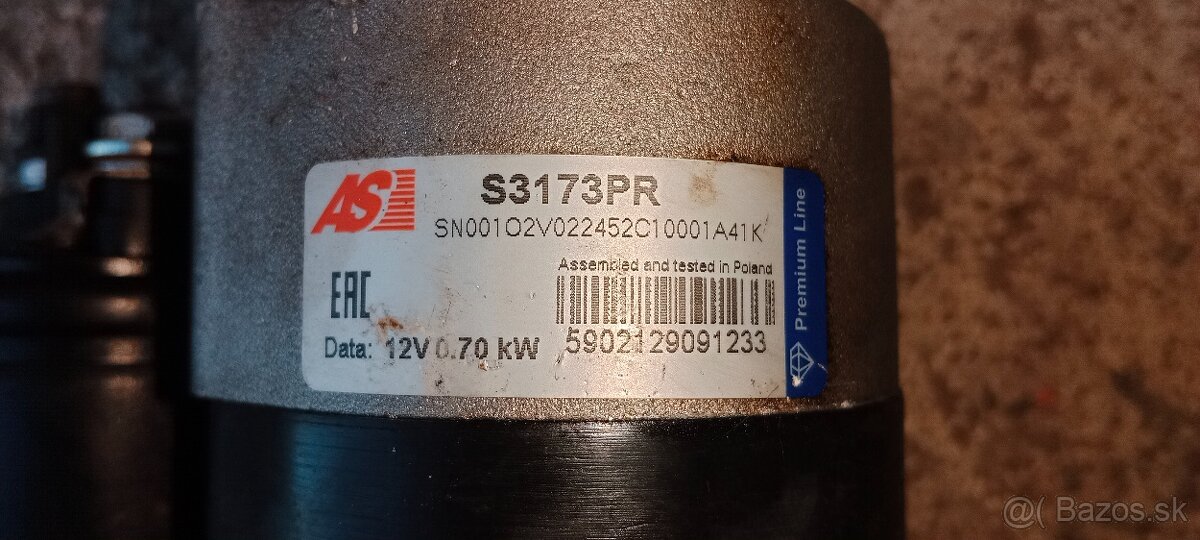 AS
S3173PR
SN001O2V022452C10001A41K
Assembled and tested in Poland
EAC
5902129091233
Data: 12V 0.70 kW
Premium Line
@( Bazos.sk